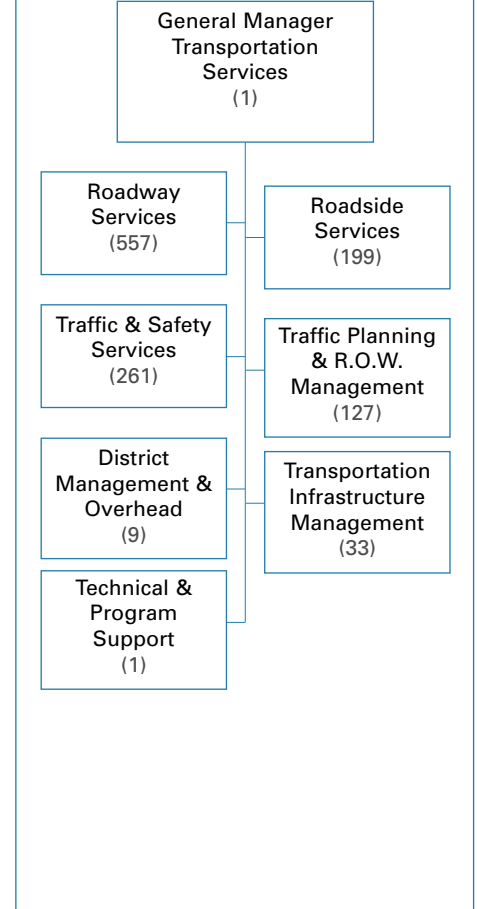 General Manager
Transportation
Services
(1)
Roadway
Services
(557)
Roadside
Services
(199)
Traffic & Safety
Services
(261)
Traffic Planning
& R.O.W.
Management
(127)
District
Management &
Overhead
(9)
Transportation
Infrastructure
Management
(33)
Technical &
Program
Support
(1)